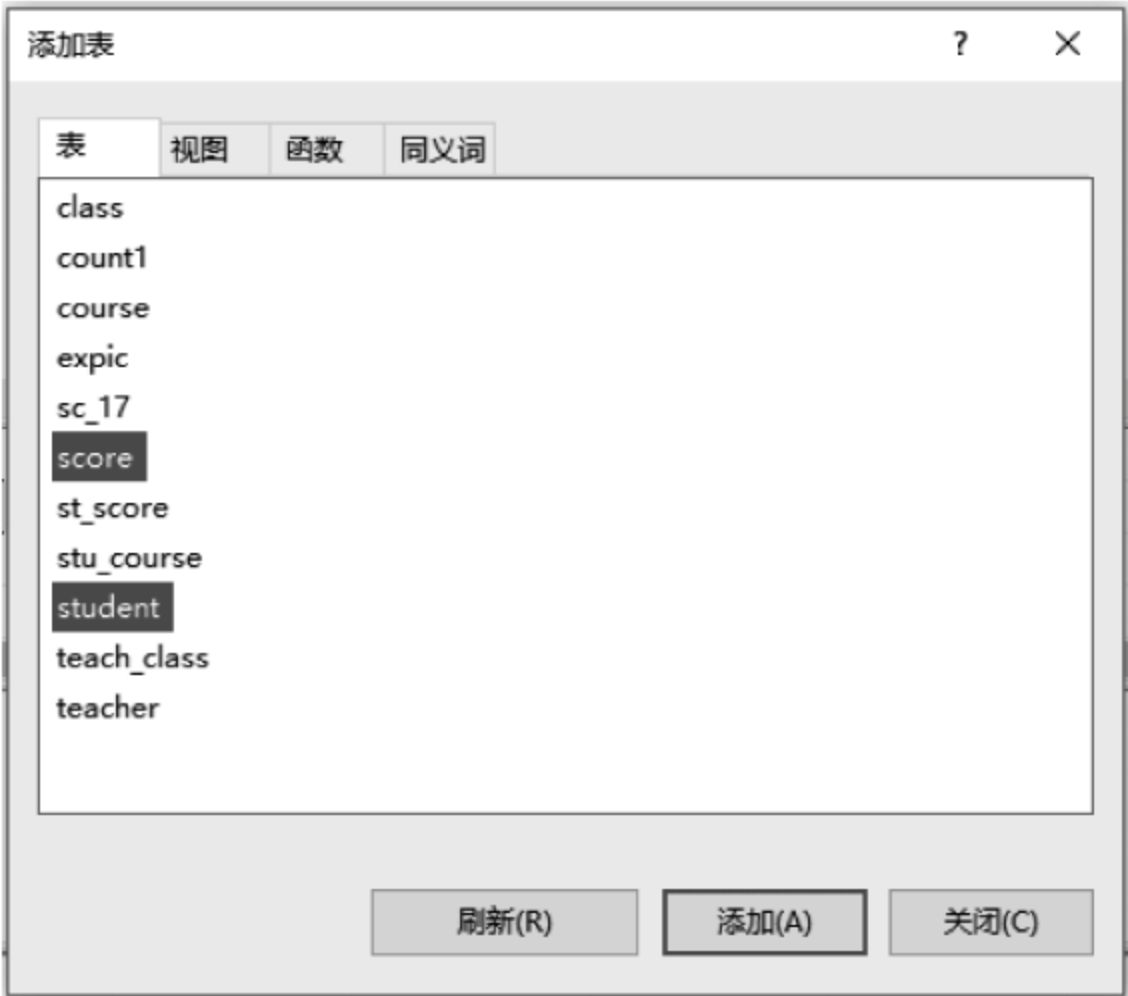 添加表 ?
表 视图 函数 同义词
class
count1
course
expic
sc_17
score
st_score
stu_course
student
teach_class
teacher
刷新(R) 添加(A) 关闭(C)